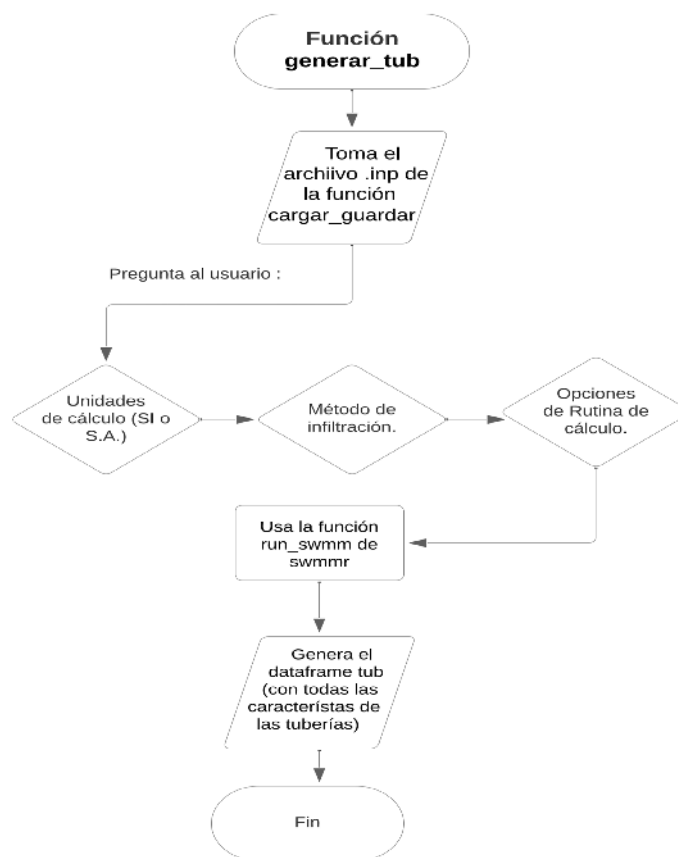 Función
generar_tub
Toma el
archiivo .inp de
la función
cargar_guardar
Pregunta al usuario :
Unidades
de cálculo (SI o
S.A.)
Método de
infiltración.
Opciones
de Rutina de
cálculo.
Usa la función
run_swmm de
swmmr
Genera el
dataframe tub
(con todas las
característas de
las tuberías)
Fin